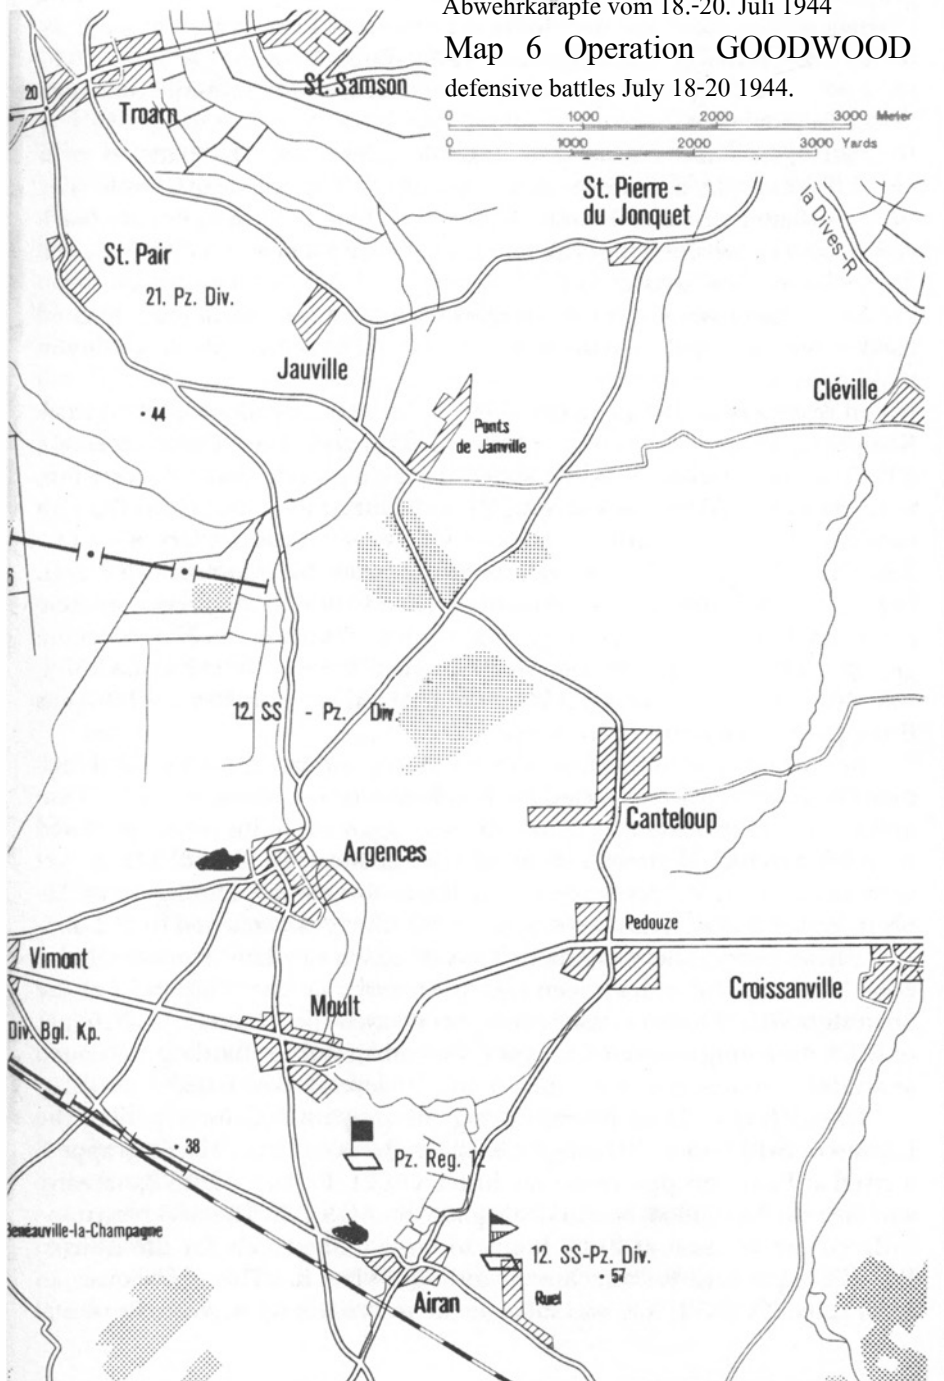 Abwehrkarapfe vom 18.-20. Juli 1944
Map 6 Operation GOODWOOD
defensive battles July 18-20 1944.
0 1000 2000 3000 Meter
0 1000 2000 3000 Yards
20
Troarn
St. Samson
St. Pierre -
du Jonquet
la Dives-R
St. Pair
21. Pz. Div.
Jauville
44
Ponts
de Janville
Cléville
6
12. SS - Pz. Div.
Canteloup
Argences
Pedouze
Vimont
Croissanville
Moult
Div. Bgl. Kp.
38
Pz. Reg. 12
Benéauville-la-Champagne
12. SS-Pz. Div.
57
Airan
Ruel